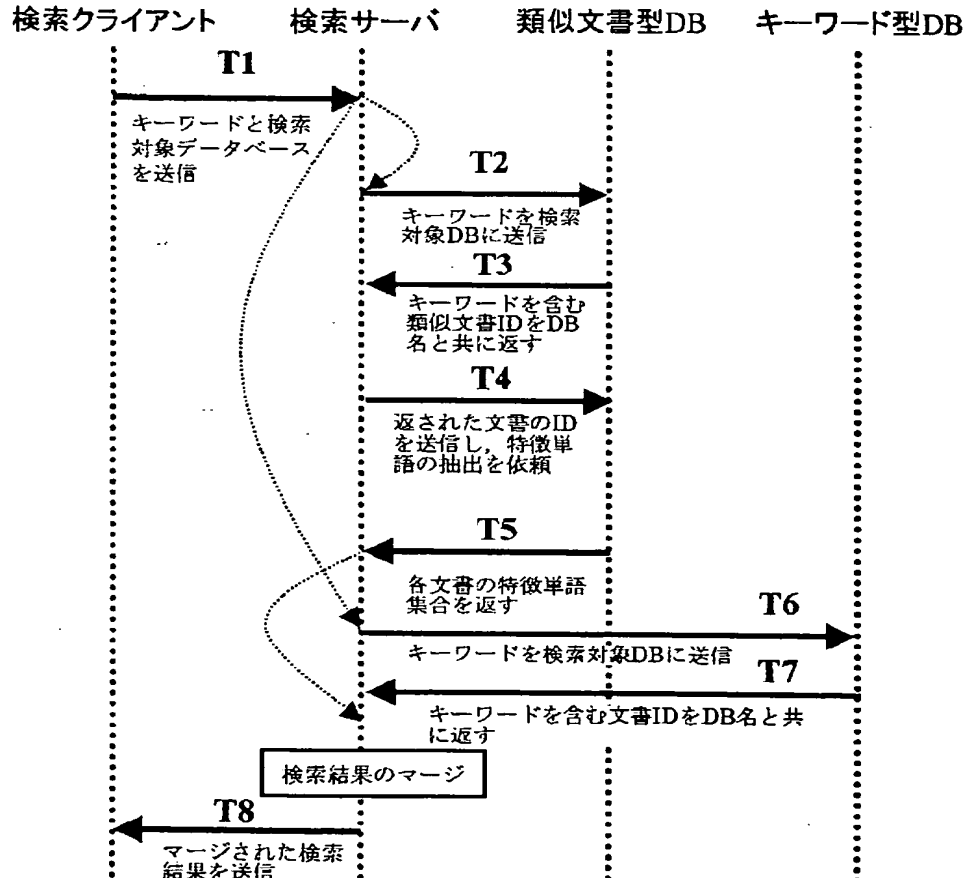 検索クライアント 検索サーバ 類似文書型DB キーワード型DB
T1
キーワードと検索
対象データベース
を送信
T2
キーワードを検索
対象DBに送信
T3
キーワードを含む
類似文書IDをDB
名と共に返す
T4
返された文書のID
を送信し，特徴単
語の抽出を依頼
T5
各文書の特徴単語
集合を返す
T6
キーワードを検索対象DBに送信
T7
キーワードを含む文書IDをDB名と共
に返す
検索結果のマージ
T8
マージされた検索
結果を送信